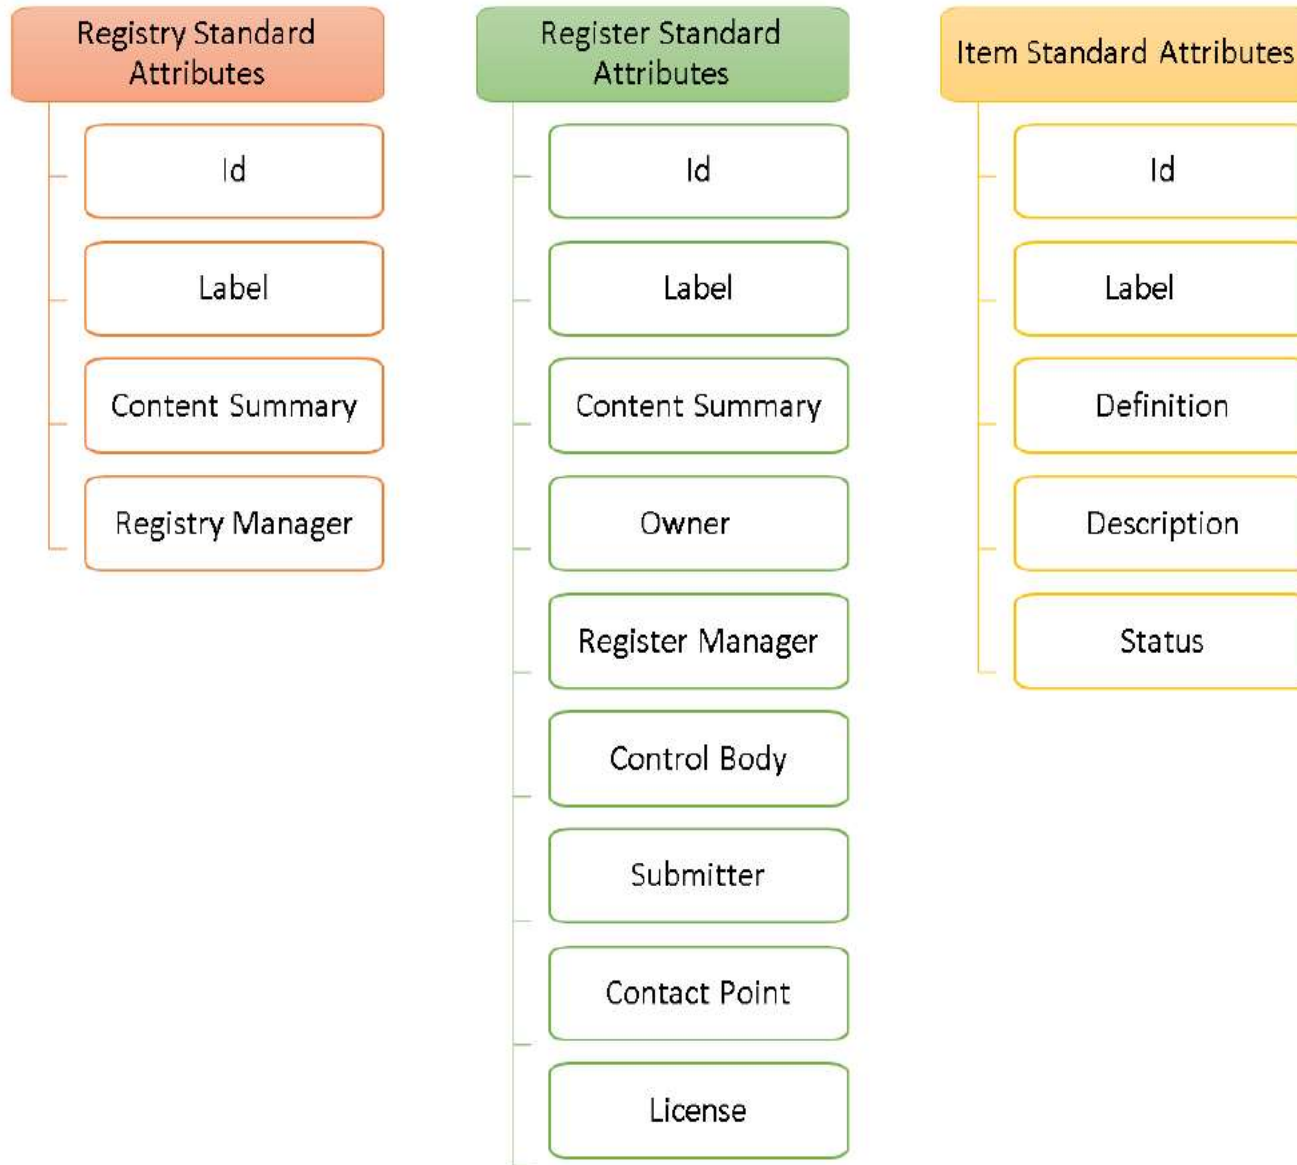 Registry Standard
Attributes
Id
Label
Content Summary
Registry Manager
Register Standard
Attributes
Id
Label
Content Summary
Owner
Register Manager
Control Body
Submitter
Contact Point
License
Item Standard Attributes
Id
Label
Definition
Description
Status